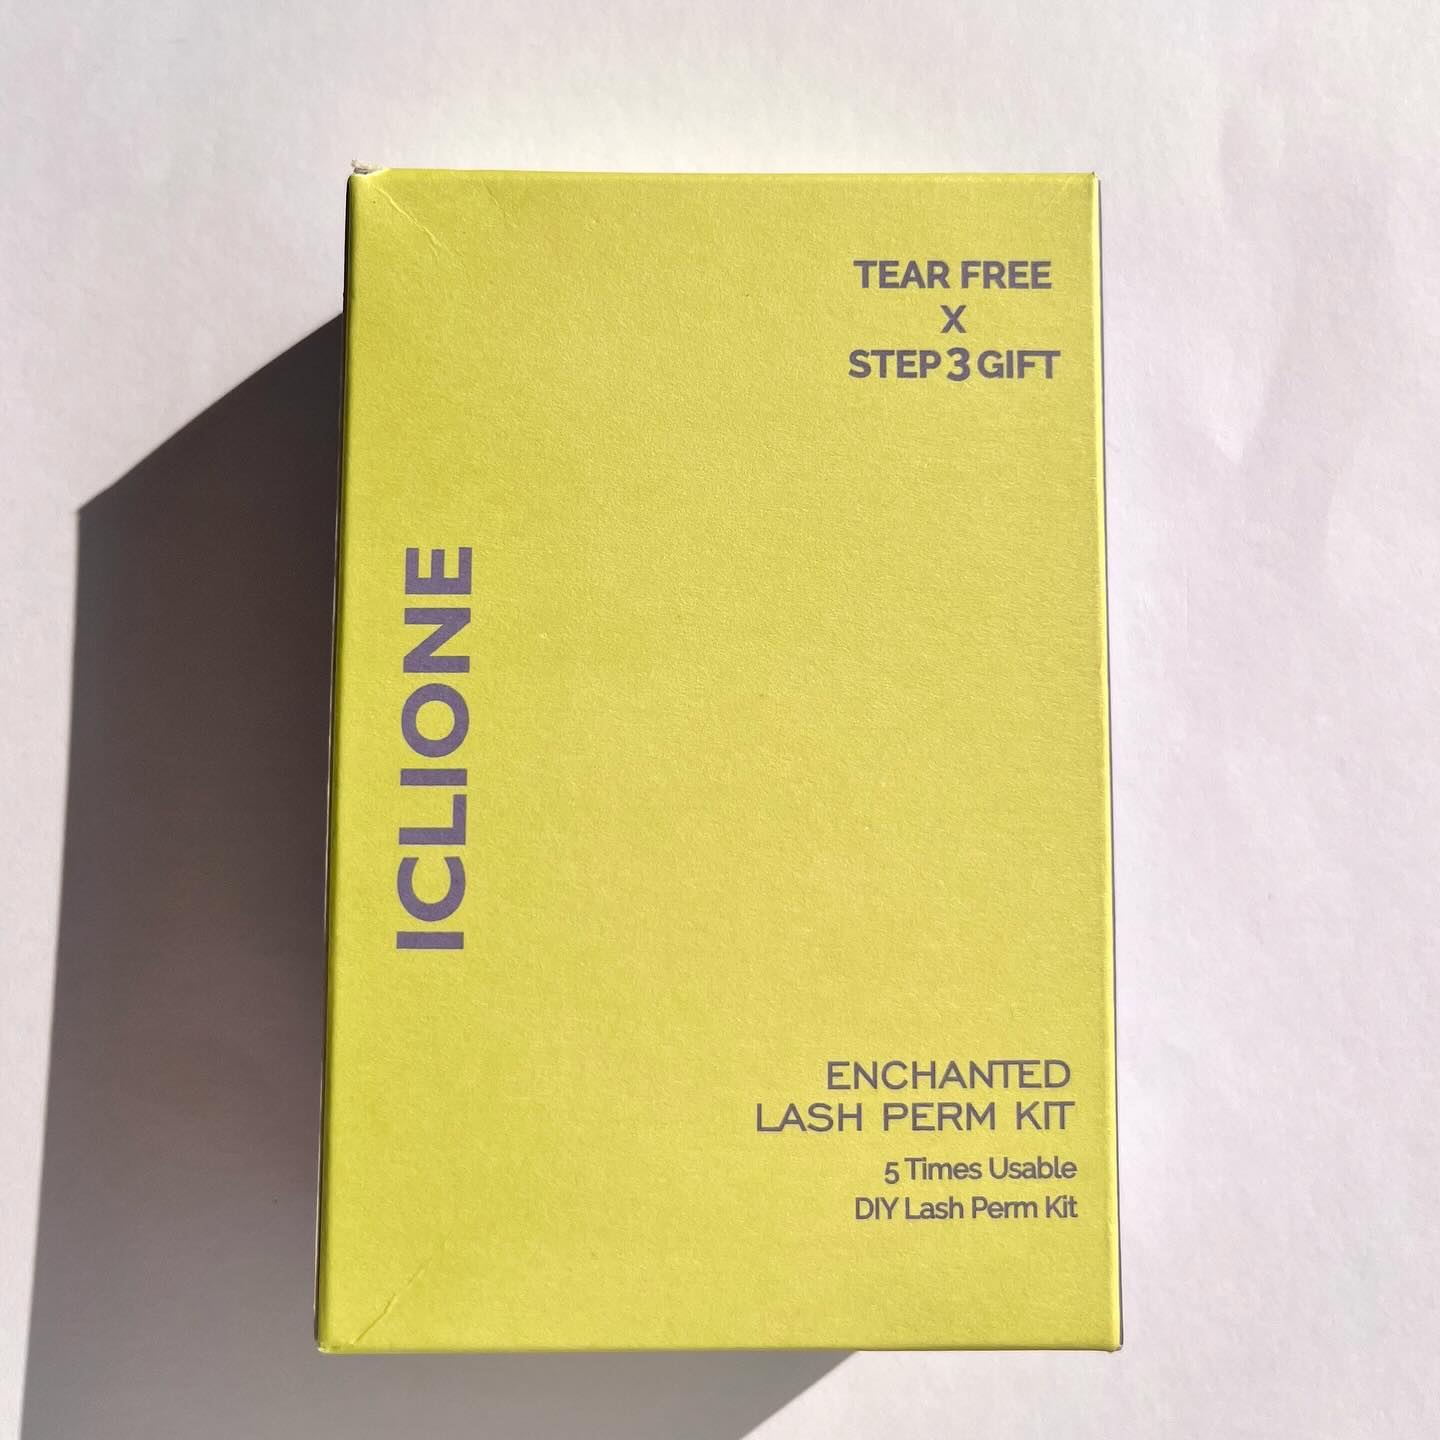 TEAR FREE
X
STEP 3 GIFT
ICLIONE
ENCHANTED
LASH PERM KIT
5 Times Usable
DIY Lash Perm Kit